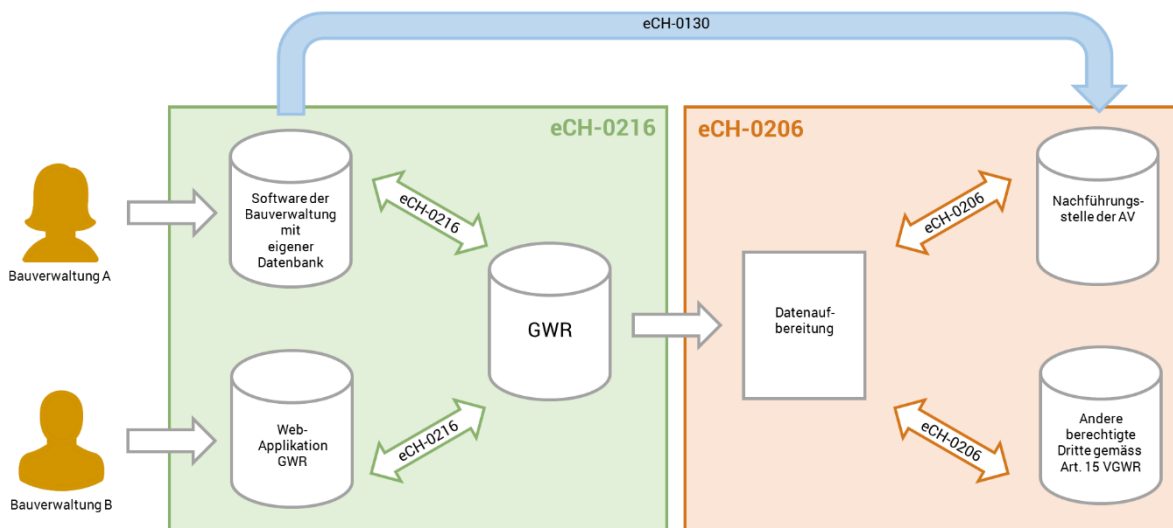 eCH-0130
eCH-0216
eCH-0206
Bauverwaltung A
Software der
Bauverwaltung
mit
eigener
Datenbank
eCH-0216
GWR
Datenauf-
bereitung
eCH-0206
Nachführungs-
stelle der AV
Bauverwaltung B
Web-
Applikation
GWR
eCH-0216
eCH-0206
Andere
berechtigte
Dritte gemäss
Art. 15 VGWR